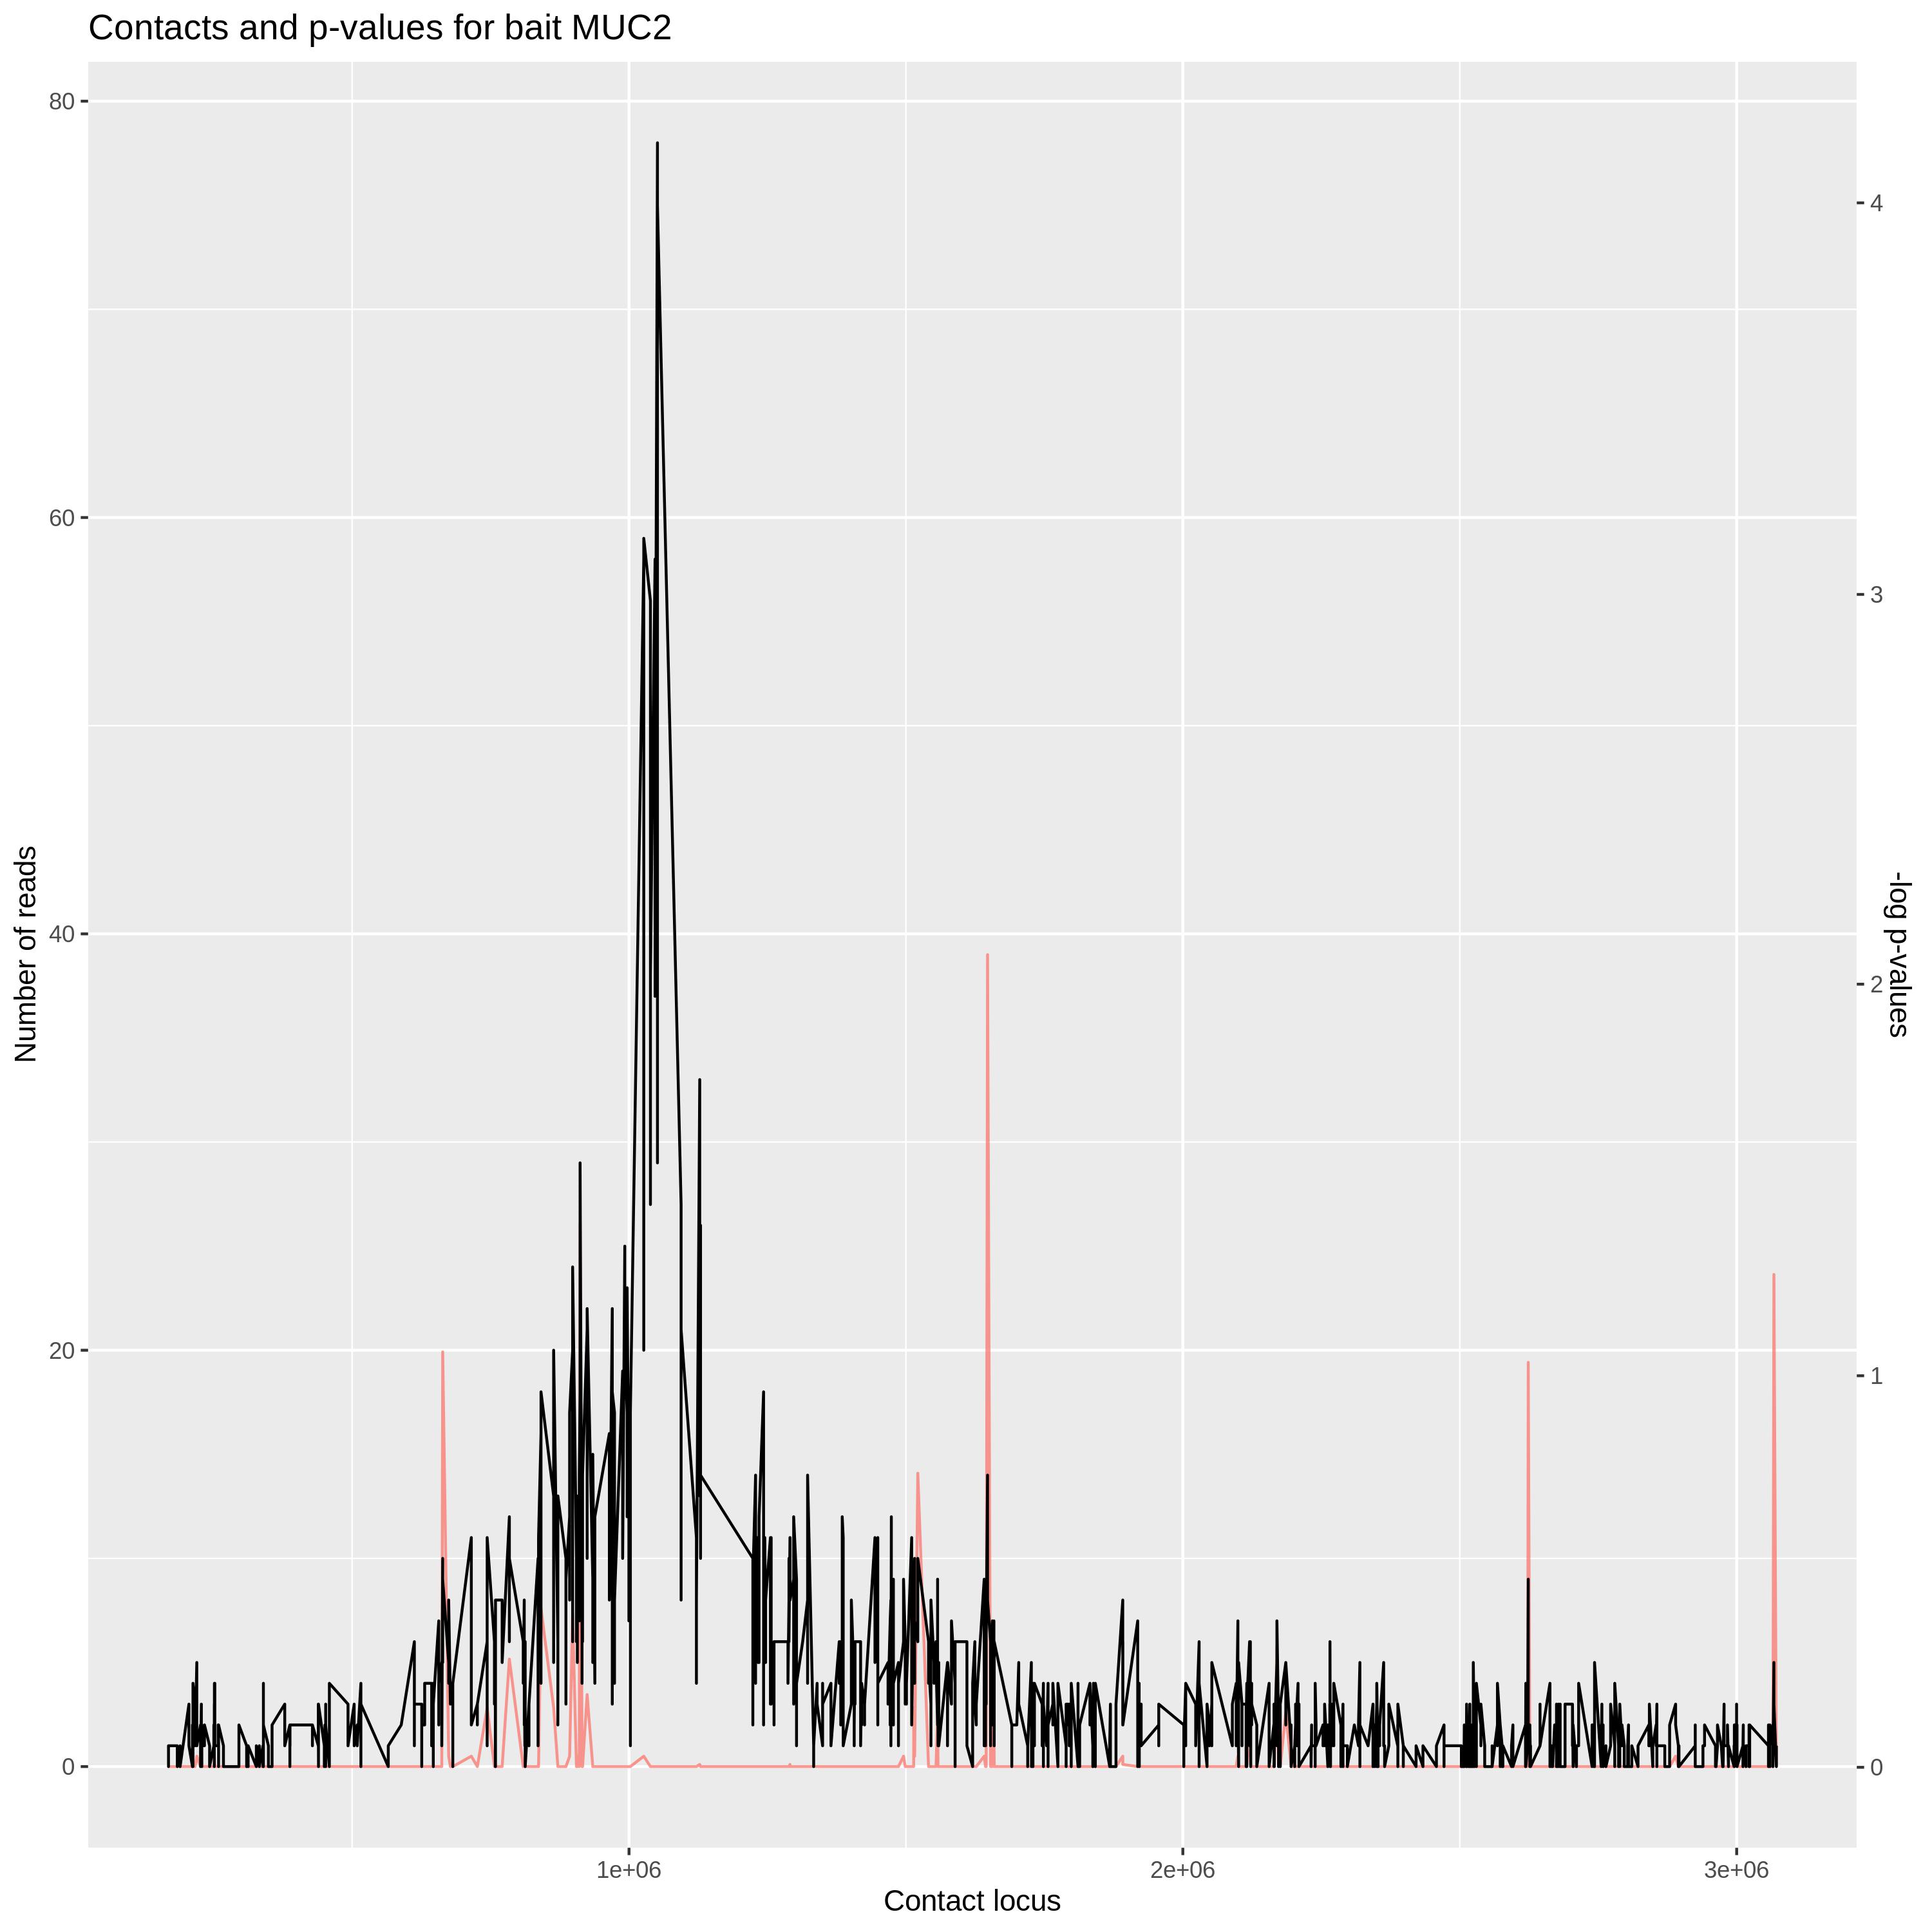 Contacts and p-values for bait MUC2
80
60
40
20
0
Number of reads
4
3
2
1
0
-log p-values
1e+06
2e+06
3e+06
Contact locus